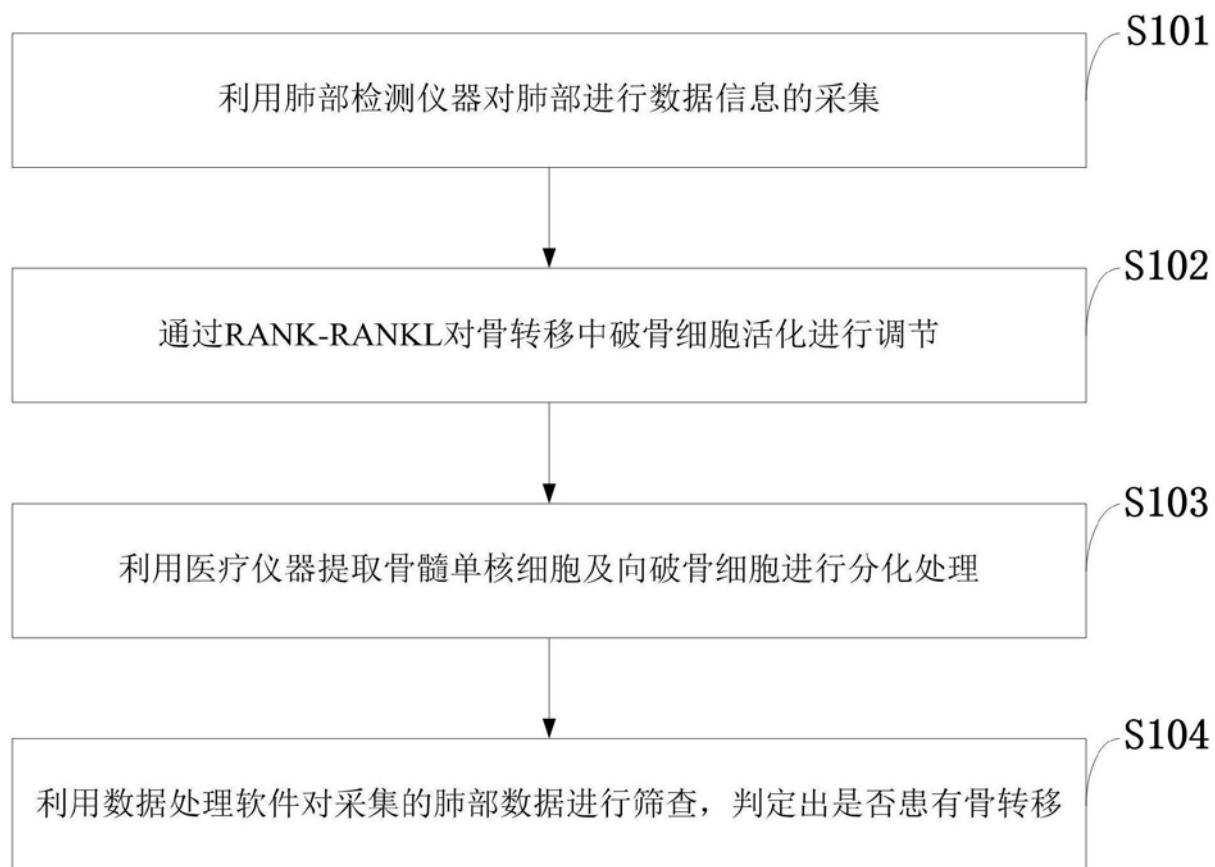 S101
利用肺部检测仪器对肺部进行数据信息的采集
S102
通过RANK-RANKL对骨转移中破骨细胞活化进行调节
S103
利用医疗仪器提取骨髓单核细胞及向破骨细胞进行分化处理
S104
利用数据处理软件对采集的肺部数据进行筛查，判定出是否患有骨转移